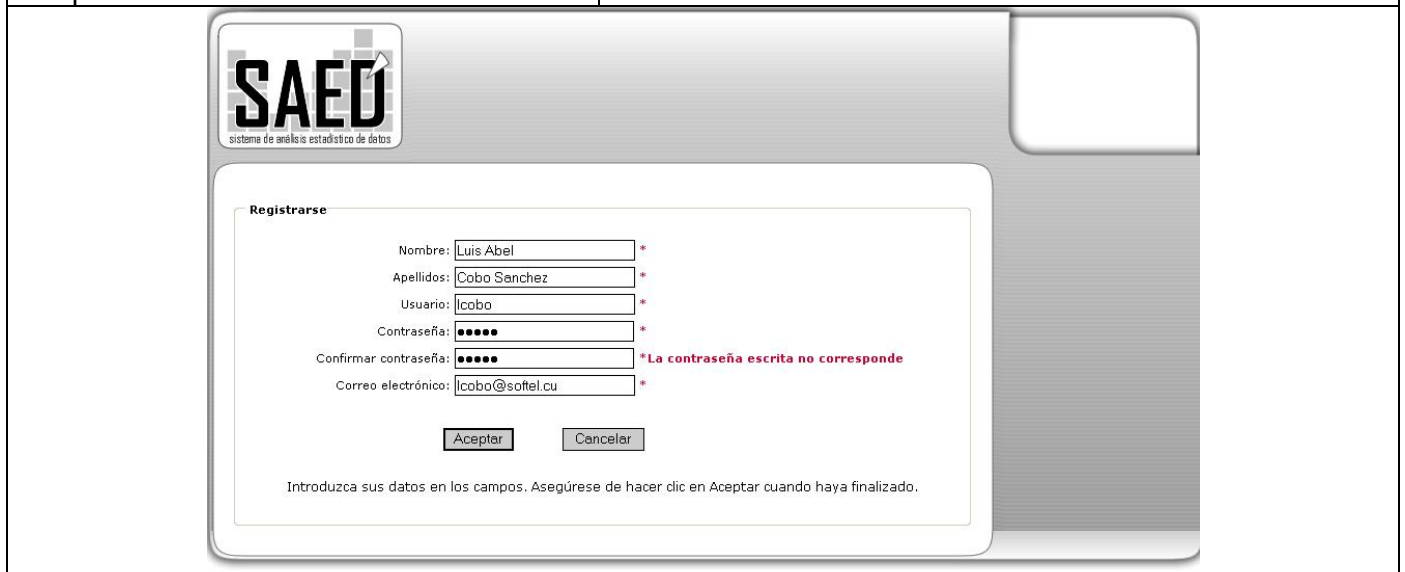 SAED
sistema de análisis estadístico de datos
Registrarse
Nombre: Luis Abel *
Apellidos: Cobo Sanchez *
Usuario: lcobo *
Contraseña: ●●●●● *
Confirmar contraseña: ●●●●● *La contraseña escrita no corresponde
Correo electrónico: lcobo@softel.cu *
Aceptar Cancelar
Introduzca sus datos en los campos. Asegúrese de hacer clic en Aceptar cuando haya finalizado.